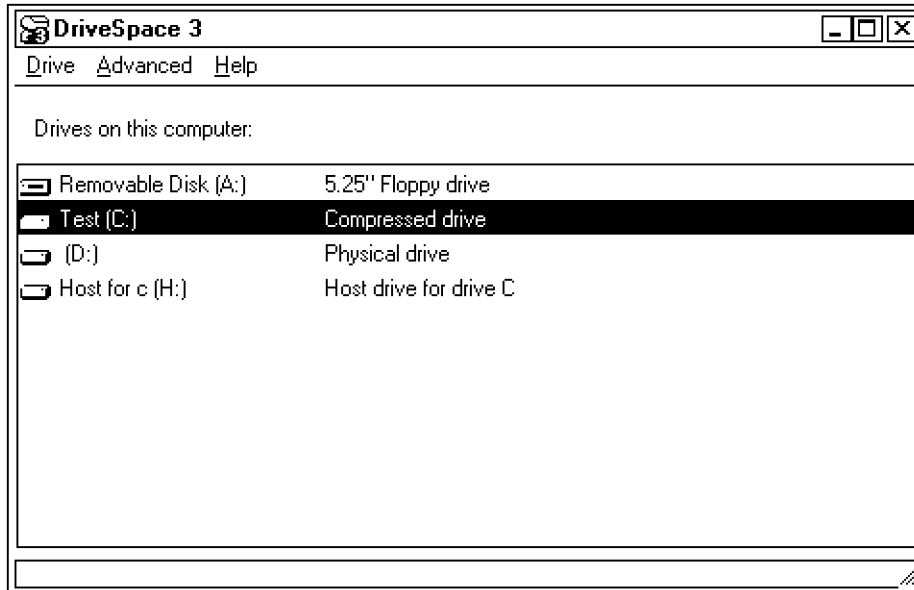 DriveSpace 3
Drive Advanced Help
Drives on this computer:
Removable Disk (A:) 5.25" Floppy drive
Test (C:) Compressed drive
(D:) Physical drive
Host for c (H:) Host drive for drive C